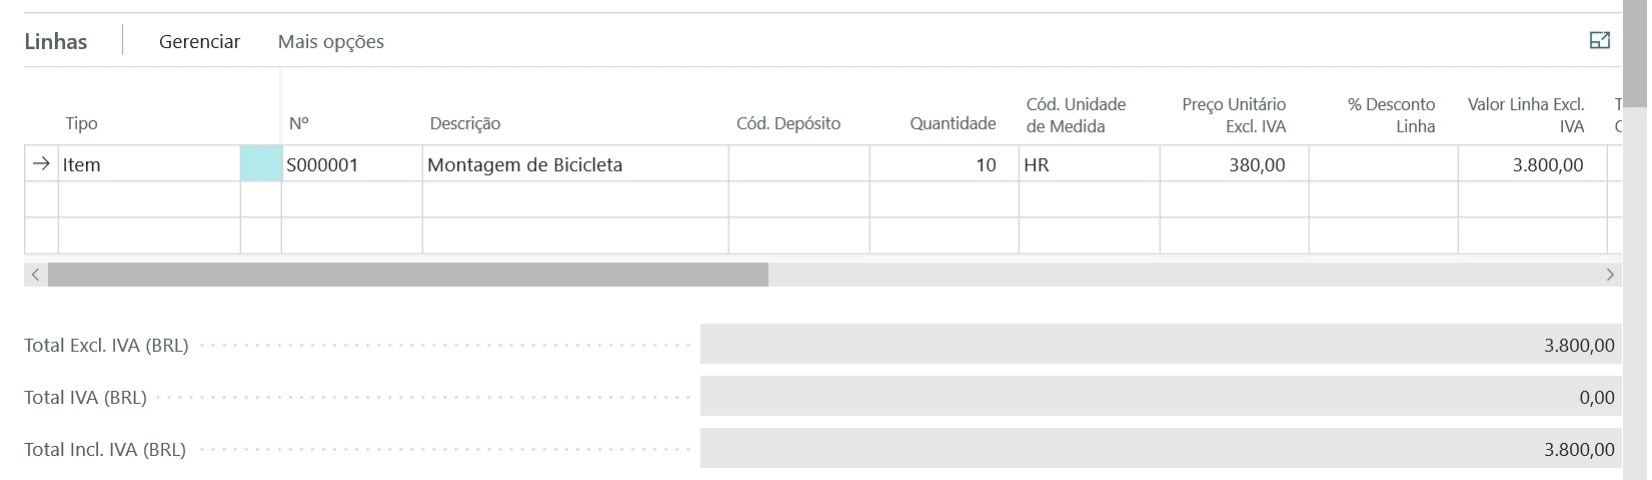 Linhas Gerenciar Mais opções
Tipo Nº Descrição Cód. Depósito Quantidade Cód. Unidade de Medida Preço Unitário Excl. IVA % Desconto Linha Valor Linha Excl. IVA
Item S000001 Montagem de Bicicleta 10 HR 380,00 3.800,00
Total Excl. IVA (BRL) 3.800,00
Total IVA (BRL) 0,00
Total Incl. IVA (BRL) 3.800,00